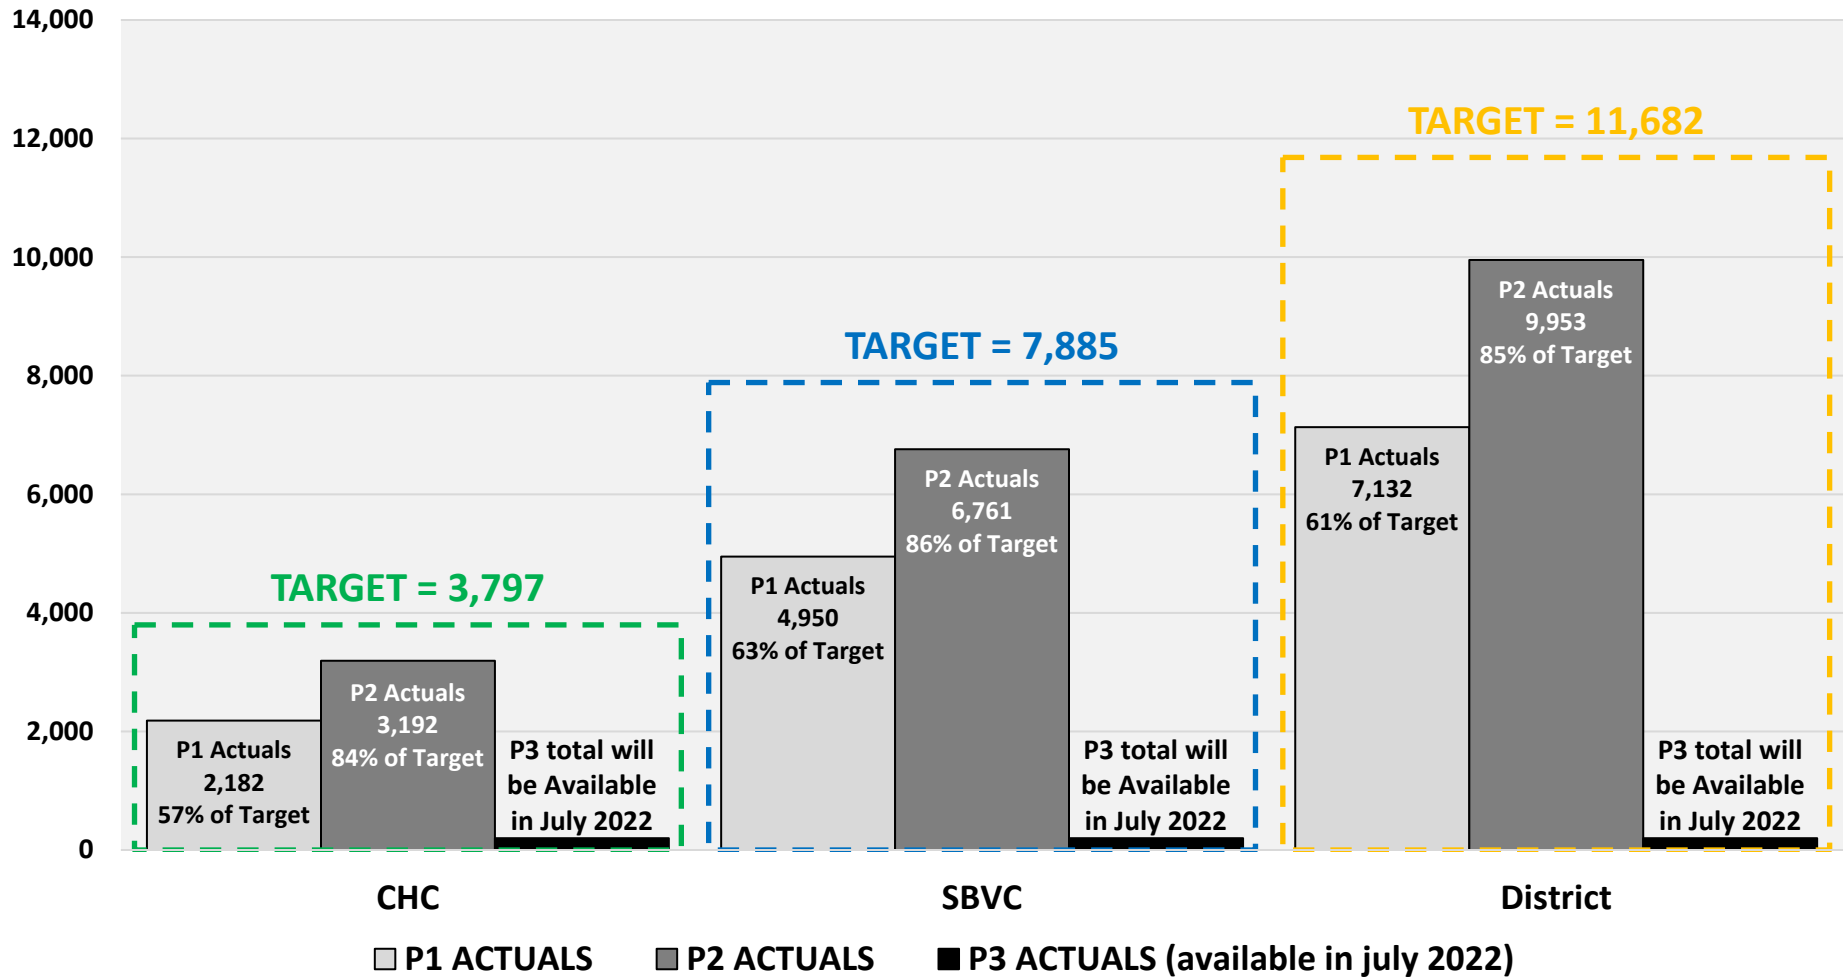 14,000
12,000
10,000
8,000
6,000
4,000
2,000
0
TARGET = 3,797
P1 Actuals
2,182
57% of Target
P2 Actuals
3,192
84% of Target
P3 total will
be Available
in July 2022
TARGET = 7,885
P1 Actuals
4,950
63% of Target
P2 Actuals
6,761
86% of Target
P3 total will
be Available
in July 2022
TARGET = 11,682
P1 Actuals
7,132
61% of Target
P2 Actuals
9,953
85% of Target
P3 total will
be Available
in July 2022
CHC
SBVC
District
P1 ACTUALS
P2 ACTUALS
P3 ACTUALS (available in july 2022)